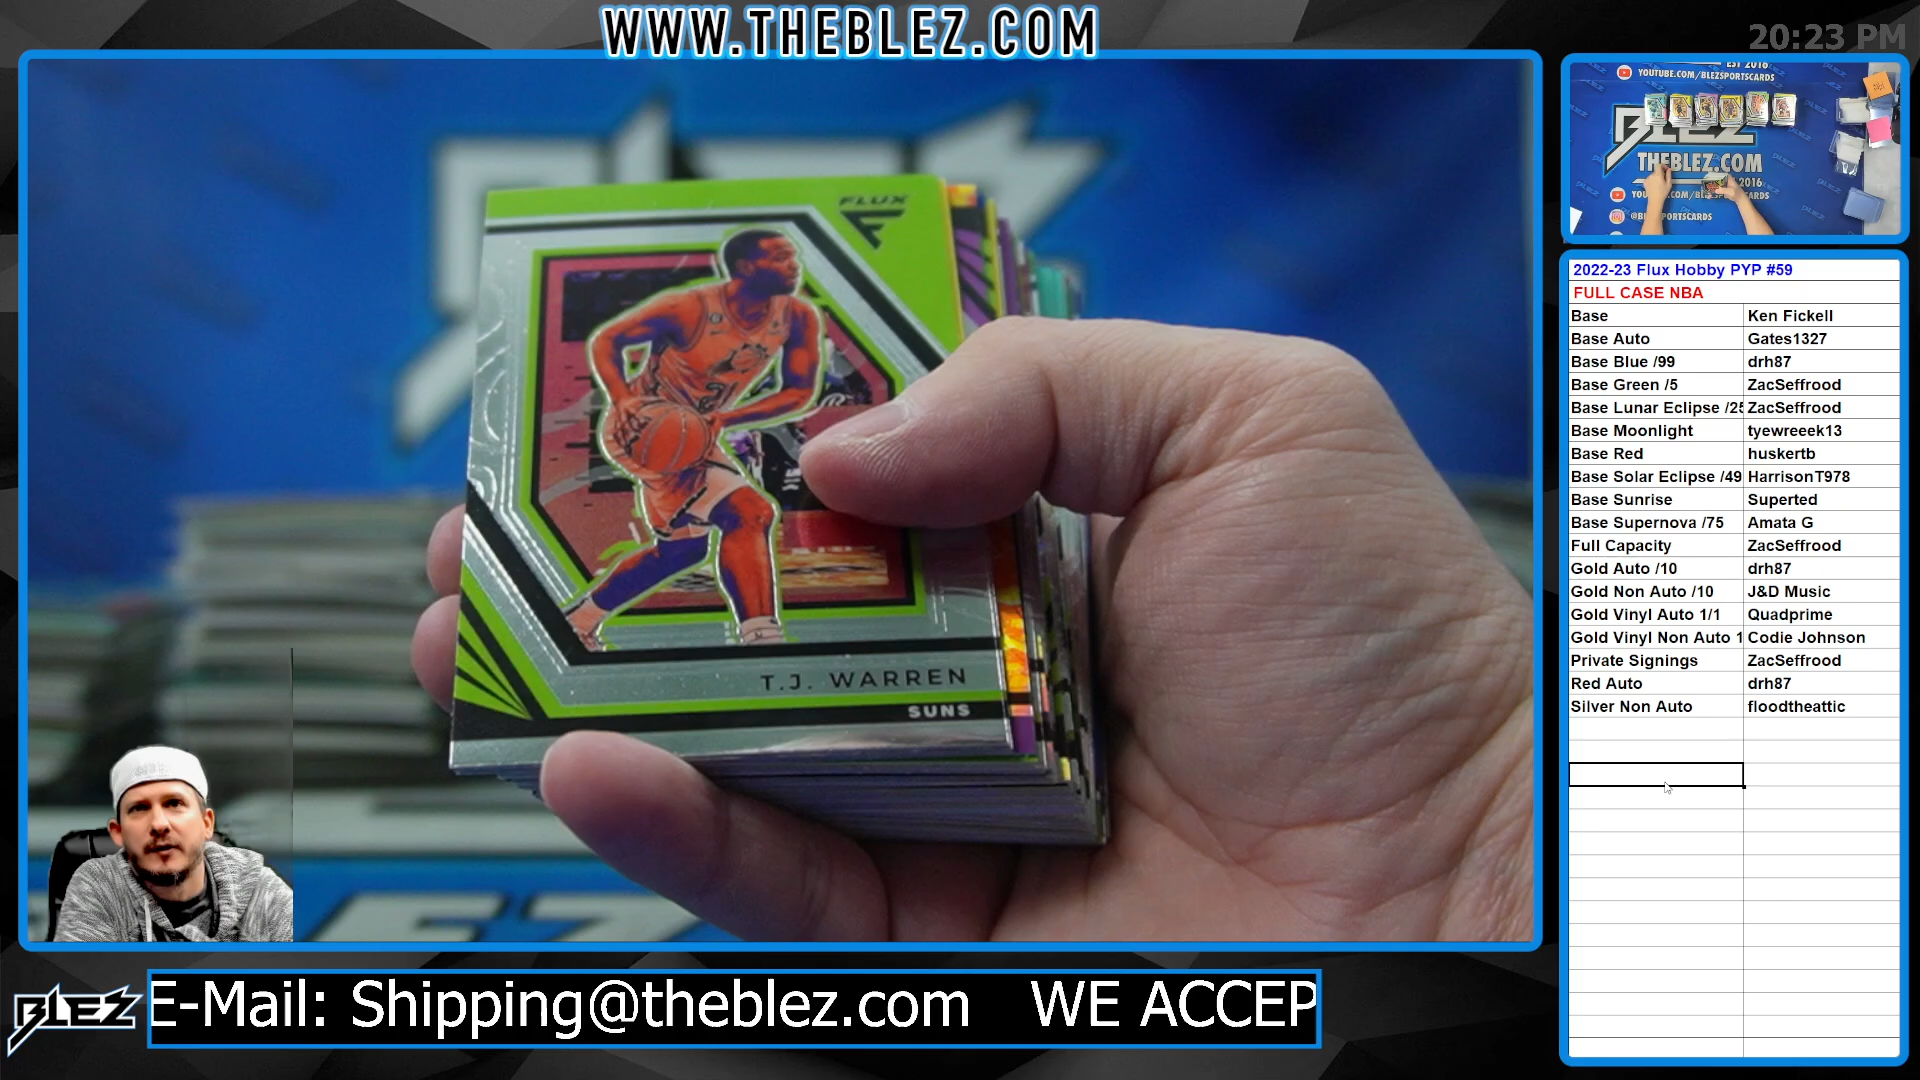 WWW.THEBLEZ.COM
20:23 PM
FLUX
T.J. WARREN
SUNS
EST 2016
YOUTUBE.COM/BLEZSPORTSCARDS
BLEZ
THEBLEZ.COM
2016
2022-23 Flux Hobby PYP #59
FULL CASE NBA
Base Ken Fickell
Base Auto Gates1327
Base Blue /99 drh87
Base Green /5 ZacSeffrood
Base Lunar Eclipse /25 ZacSeffrood
Base Moonlight tyewreeek13
Base Red huskertb
Base Solar Eclipse /49 HarrisonT978
Base Sunrise Superted
Base Supernova /75 Amata G
Full Capacity ZacSeffrood
Gold Auto /10 drh87
Gold Non Auto /10 J&D Music
Gold Vinyl Auto 1/1 Quadprime
Gold Vinyl Non Auto 1 Codie Johnson
Private Signings ZacSeffrood
Red Auto drh87
Silver Non Auto floodtheattic
BLEZ
E-Mail: Shipping@theblez.com WE ACCEP